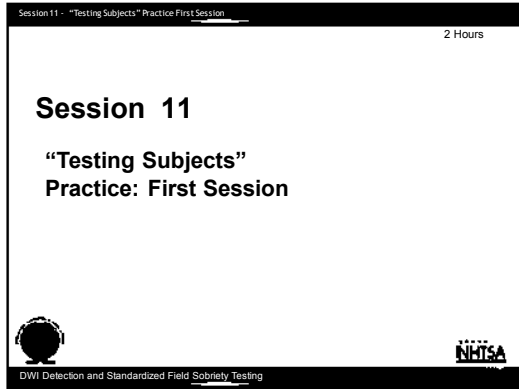 Session 11 - "Testing Subjects" Practice First Session
2 Hours
Session 11
“Testing Subjects”
Practice: First Session
NHTSA
DWI Detection and Standardized Field Sobriety Testing